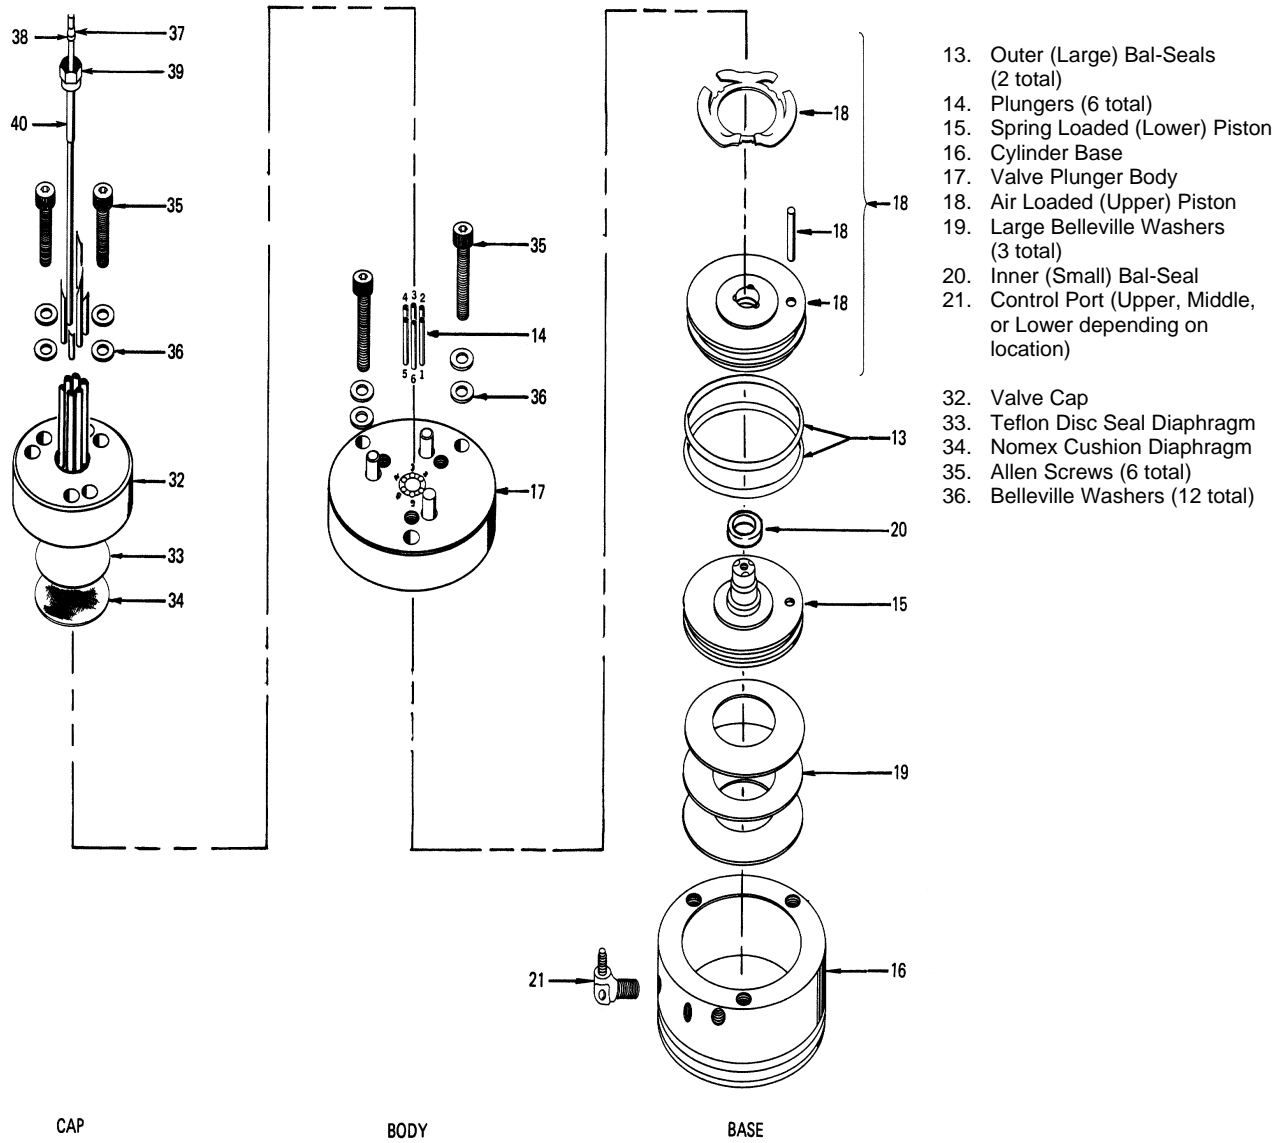 38
37
39
40
35
36
32
33
34
35
4 3 2
14
5 6 1
36
17
3
6
18
18
18
18
13
20
15
19
21
16
CAP
BODY
BASE
13. Outer (Large) Bal-Seals
(2 total)
14. Plungers (6 total)
15. Spring Loaded (Lower) Piston
16. Cylinder Base
17. Valve Plunger Body
18. Air Loaded (Upper) Piston
19. Large Belleville Washers
(3 total)
20. Inner (Small) Bal-Seal
21. Control Port (Upper, Middle,
or Lower depending on
location)
32. Valve Cap
33. Teflon Disc Seal Diaphragm
34. Nomex Cushion Diaphragm
35. Allen Screws (6 total)
36. Belleville Washers (12 total)